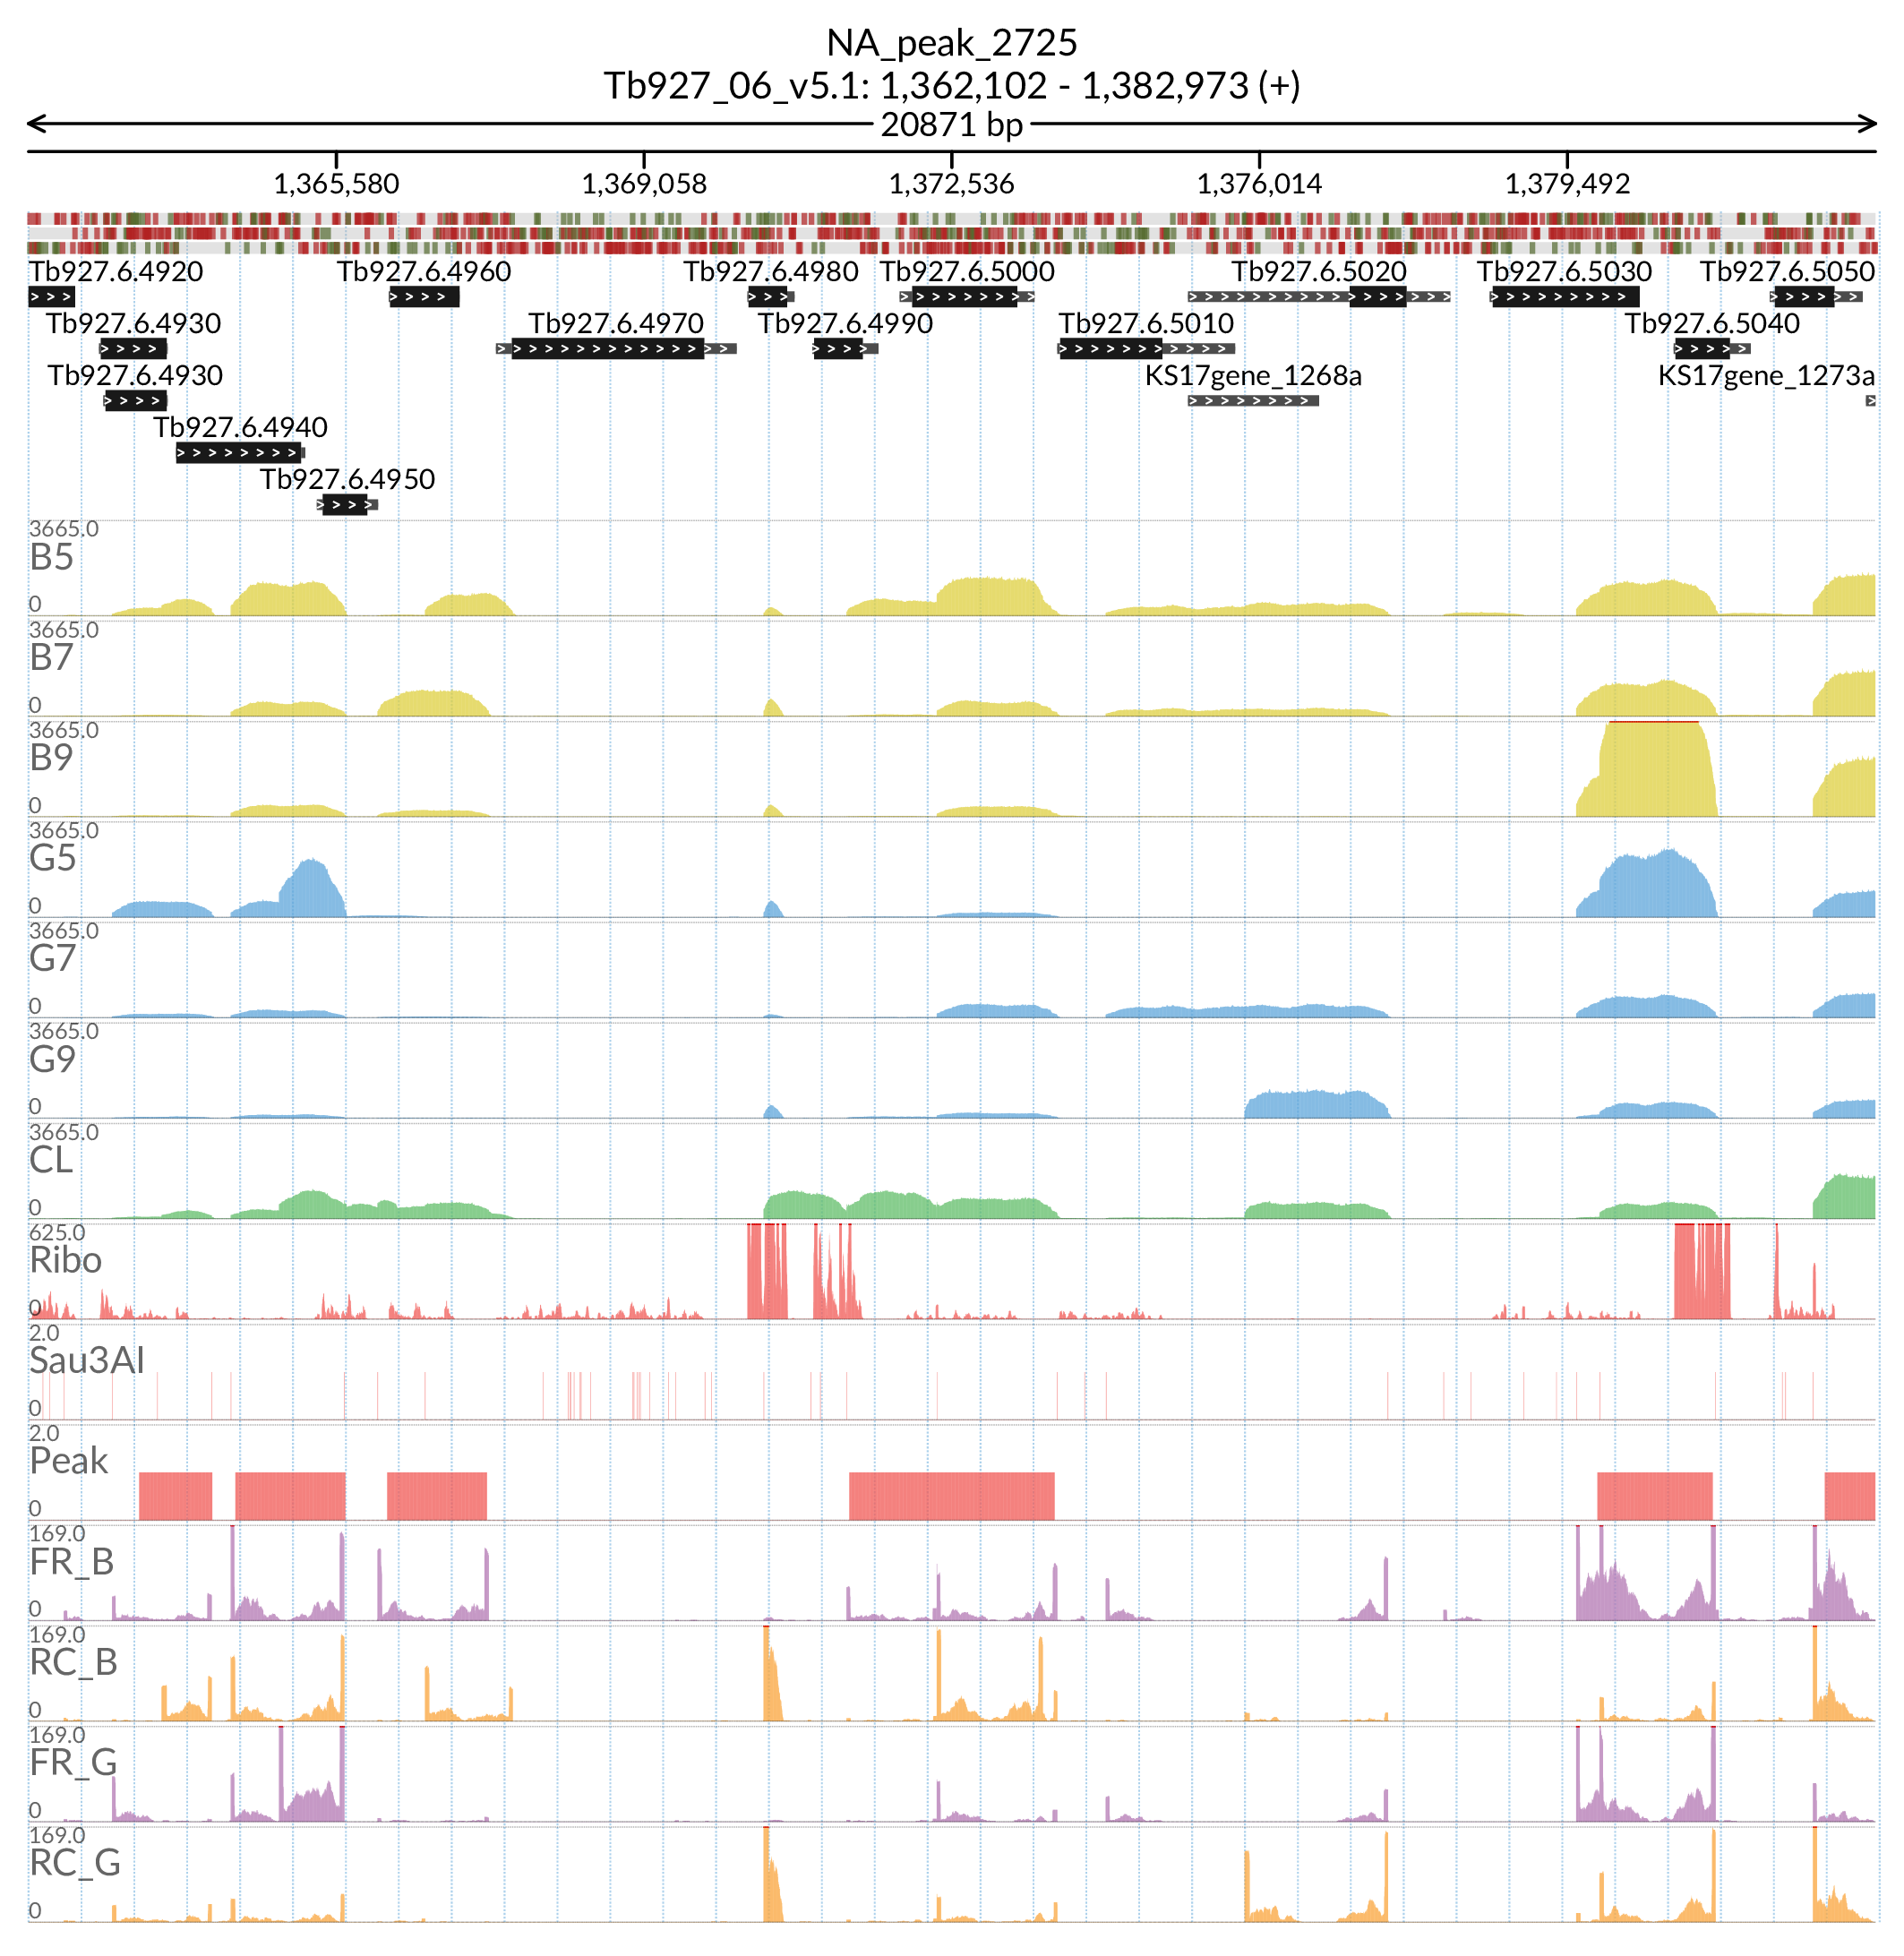 NA_peak_2725
Tb927_06_v5.1: 1,362,102 - 1,382,973 (+)
20871 bp
1,365,580 1,369,058 1,372,536 1,376,014 1,379,492
Tb927.6.4920 Tb927.6.4960 Tb927.6.4980 Tb927.6.5000 Tb927.6.5020 Tb927.6.5030 Tb927.6.5050
Tb927.6.4930 Tb927.6.4970 Tb927.6.4990 Tb927.6.5010 Tb927.6.5040
Tb927.6.4930 KS17gene_1268a KS17gene_1273a
Tb927.6.4940
Tb927.6.4950
3665.0
B5
0
3665.0
B7
0
3665.0
B9
0
3665.0
G5
0
3665.0
G7
0
3665.0
G9
0
3665.0
CL
0
625.0
Ribo
0
2.0
Sau3AI
0
2.0
Peak
0
169.0
FR_B
0
169.0
RC_B
0
169.0
FR_G
0
169.0
RC_G
0